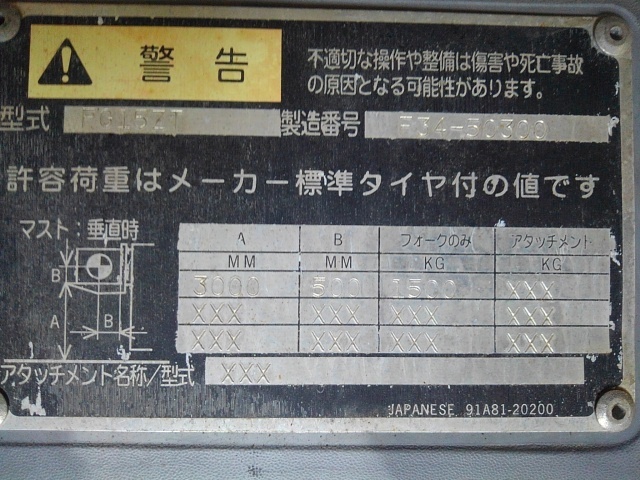 警告
不適切な操作や整備は傷害や死亡事故
の原因となる可能性があります。
型式 FG15ZT 製造番号 F34-30300
許容荷重はメーカー標準タイヤ付の値です
マスト:垂直時
A B フォークのみ アタッチメント
MM MM KG KG
3000 500 1500 XXX
XXX XXX XXX XXX
XXX XXX XXX XXX
B
A
B
アタッチメント名称/型式 XXX
JAPANESE 91A81-20200